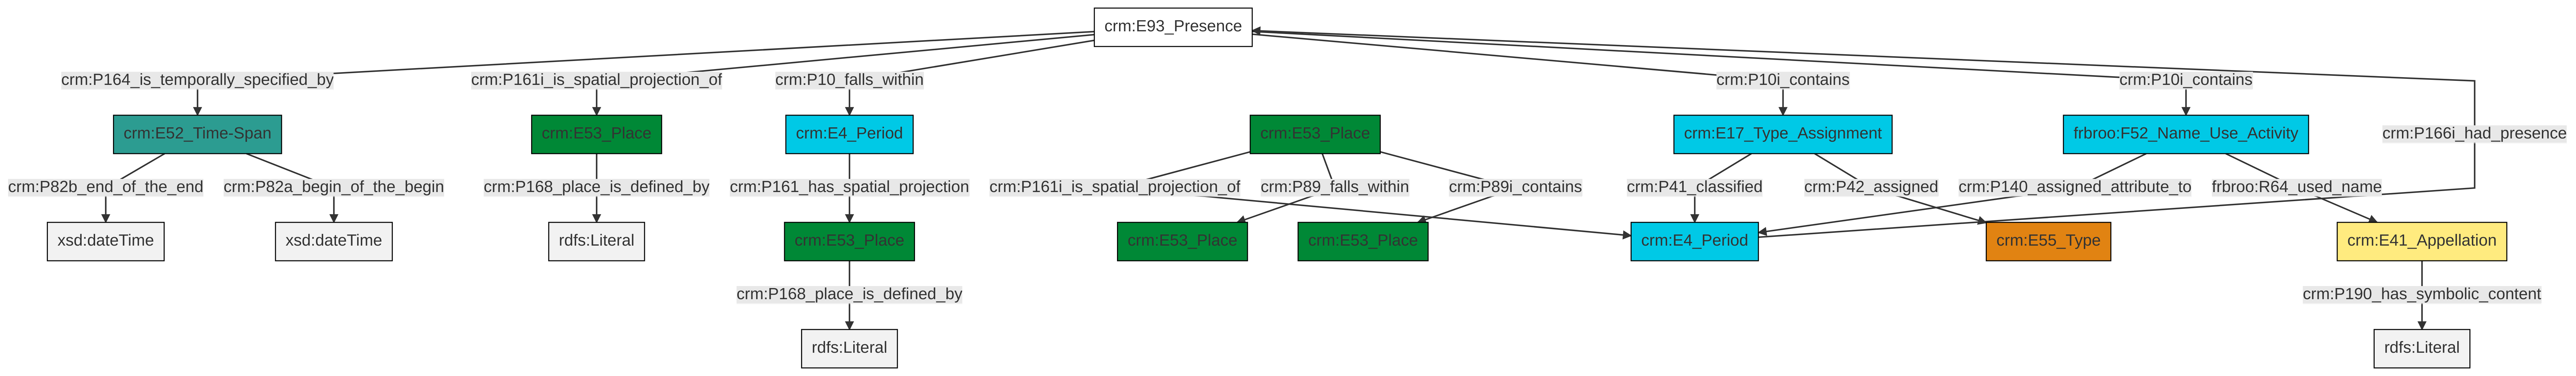 crm:E93_Presence
crm:P164_is_temporally_specified_by
crm:P161i_is_spatial_projection_of
crm:P10_falls_within
crm:P10i_contains
crm:P10i_contains
crm:E52_Time-Span
crm:E53_Place
crm:E4_Period
crm:E53_Place
crm:E17_Type_Assignment
frbroo:F52_Name_Use_Activity
crm:P166i_had_presence
crm:P82b_end_of_the_end
crm:P82a_begin_of_the_begin
crm:P168_place_is_defined_by
crm:P161_has_spatial_projection
crm:P161i_is_spatial_projection_of
crm:P89_falls_within
crm:P89i_contains
crm:P41_classified
crm:P42_assigned
crm:P140_assigned_attribute_to
frbroo:R64_used_name
xsd:dateTime
xsd:dateTime
rdfs:Literal
crm:E53_Place
crm:E53_Place
crm:E53_Place
crm:E4_Period
crm:E55_Type
crm:E41_Appellation
crm:P168_place_is_defined_by
crm:P190_has_symbolic_content
rdfs:Literal
rdfs:Literal